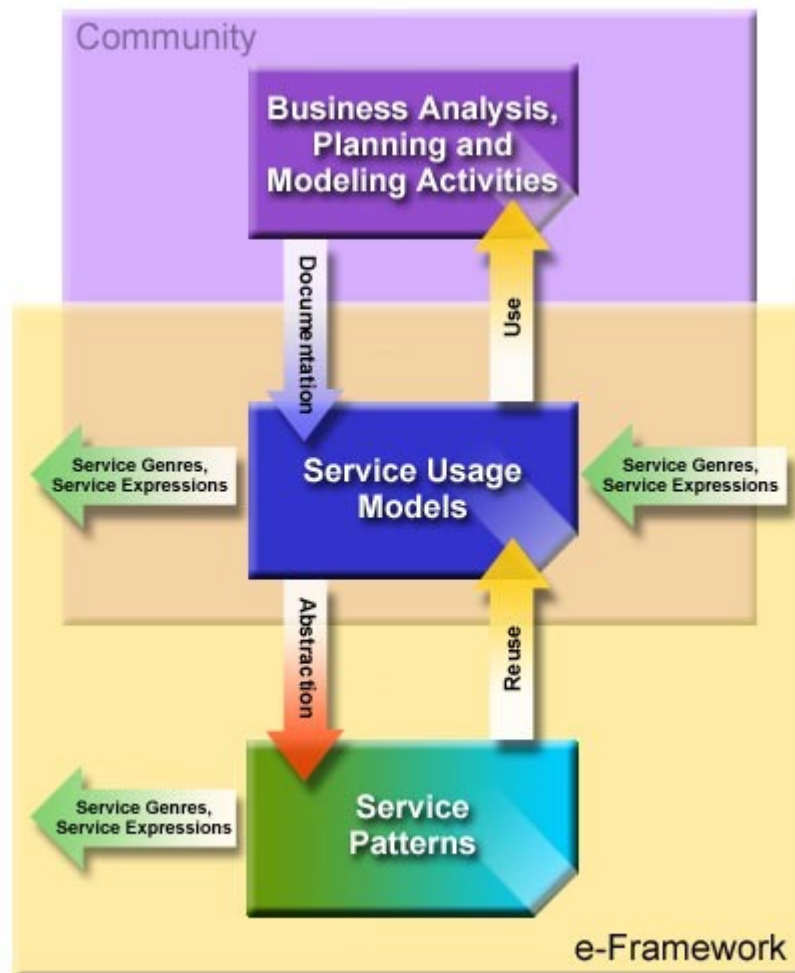 Community
Business Analysis,
Planning and
Modeling Activities
Documentation
Use
Service Genres,
Service Expressions
Service Usage
Models
Service Genres,
Service Expressions
Abstraction
Reuse
Service Genres,
Service Expressions
Service
Patterns
e-Framework